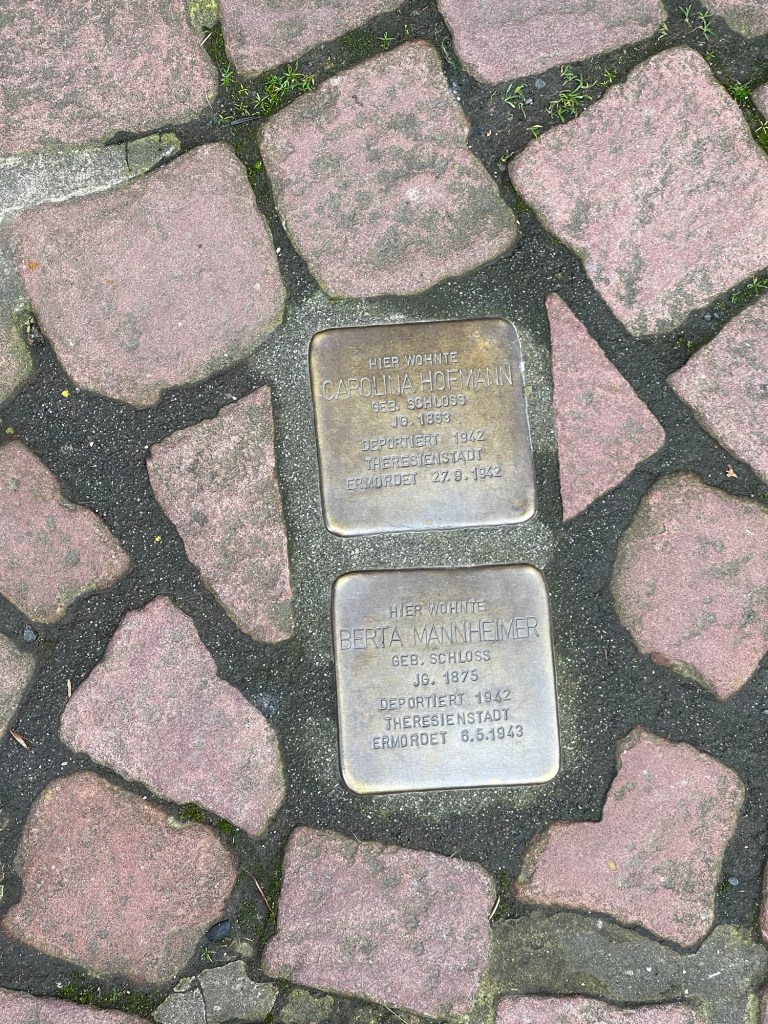 HIER WOHNTE
CAROLINA HOFMANN
GEB. SCHLOSS
JG. 1863
DEPORTIERT 1942
THERESIENSTADT
ERMORDET 27.9.1942
HIER WOHNTE
BERTA MANNHEIMER
GEB. SCHLOSS
JG. 1875
DEPORTIERT 1942
THERESIENSTADT
ERMORDET 6.5.1943